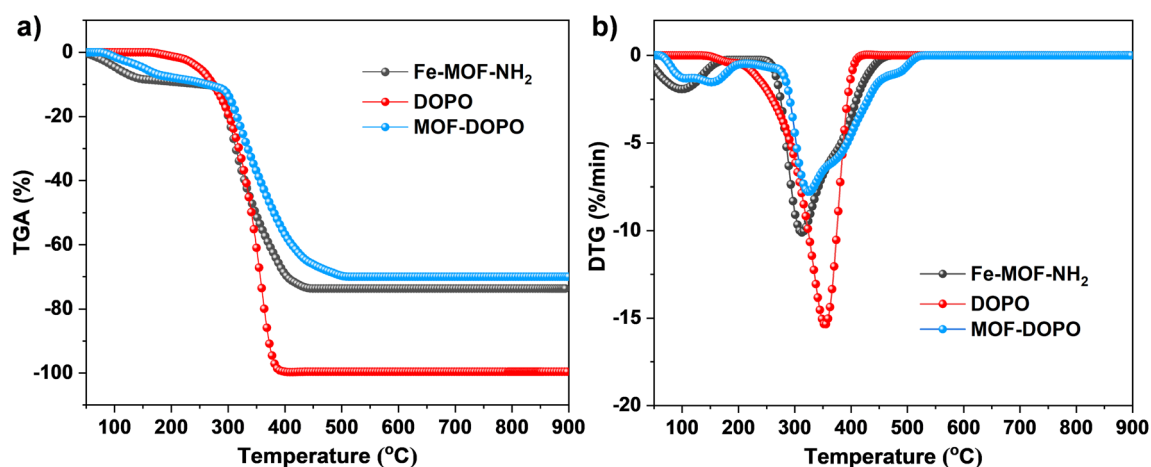 a)
TGA (%)
0
-20
-40
-60
-80
-100
Fe-MOF-NH₂
DOPO
MOF-DOPO
100 200 300 400 500 600 700 800 900
Temperature (°C)
b)
DTG (%/min)
0
-5
-10
-15
-20
Fe-MOF-NH₂
DOPO
MOF-DOPO
100 200 300 400 500 600 700 800 900
Temperature (°C)